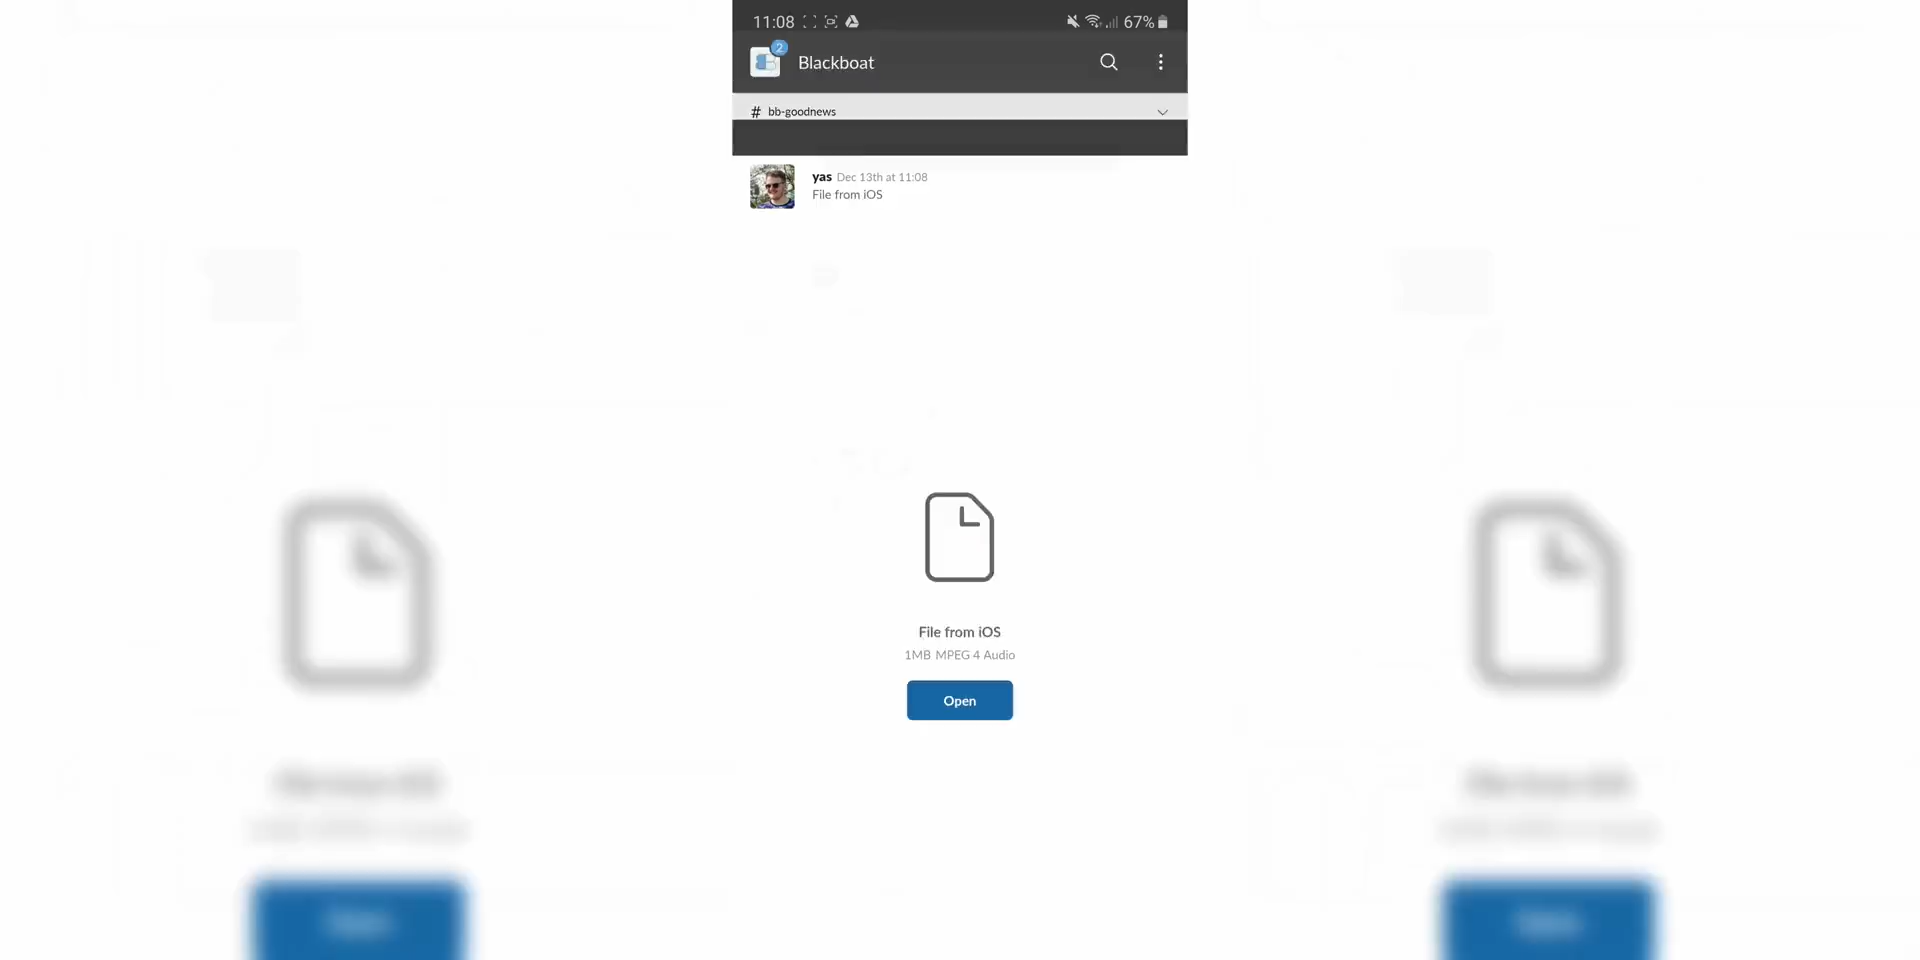 11:08 67%
2
Blackboat
# bb-goodnews
yas Dec 13th at 11:08
File from iOS
File from iOS
1MB MPEG 4 Audio
Open